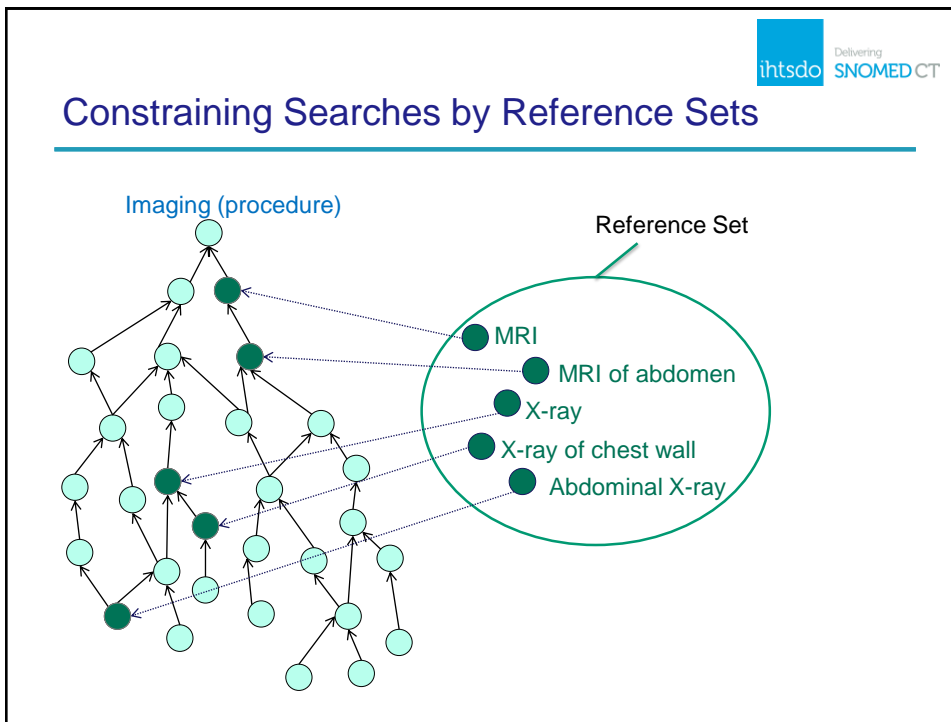 ihtsdo
Delivering
SNOMED CT
Constraining Searches by Reference Sets
Imaging (procedure)
Reference Set
MRI
MRI of abdomen
X-ray
X-ray of chest wall
Abdominal X-ray